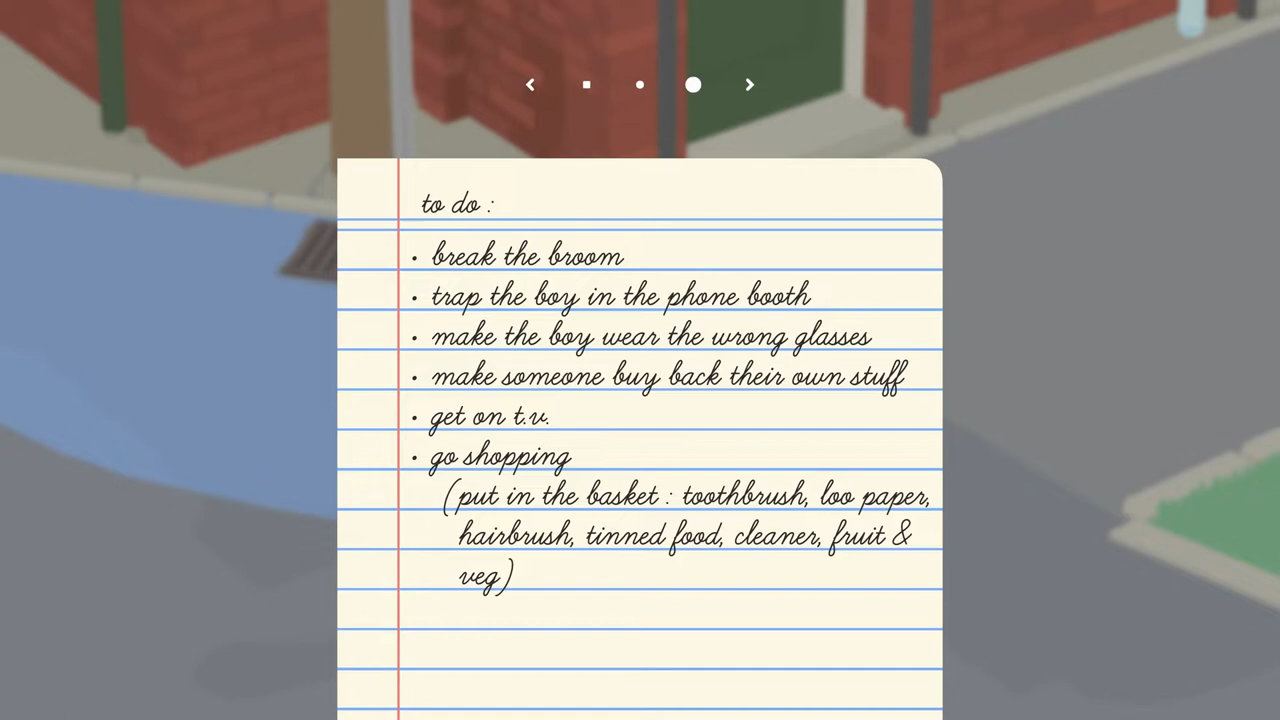 to do :
• break the broom
• trap the boy in the phone booth
• make the boy wear the wrong glasses
• make someone buy back their own stuff
• get on t.v.
• go shopping
(put in the basket : toothbrush, loo paper,
hairbrush, tinned food, cleaner, fruit &
veg)